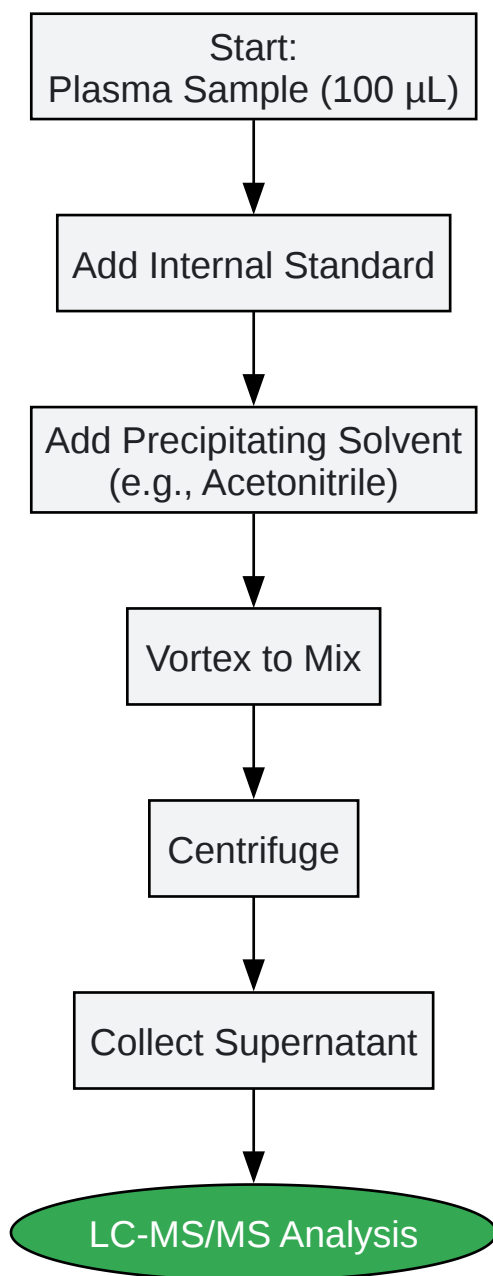 Start:
Plasma Sample (100 µL)
Add Internal Standard
Add Precipitating Solvent
(e.g., Acetonitrile)
Vortex to Mix
Centrifuge
Collect Supernatant
LC-MS/MS Analysis